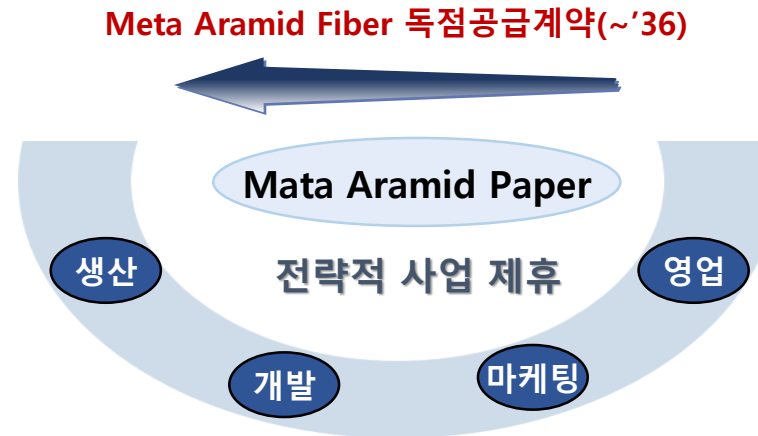 Meta Aramid Fiber 독점공급계약(~’36)
Mata Aramid Paper
전략적 사업 제휴
생산
영업
개발
마케팅